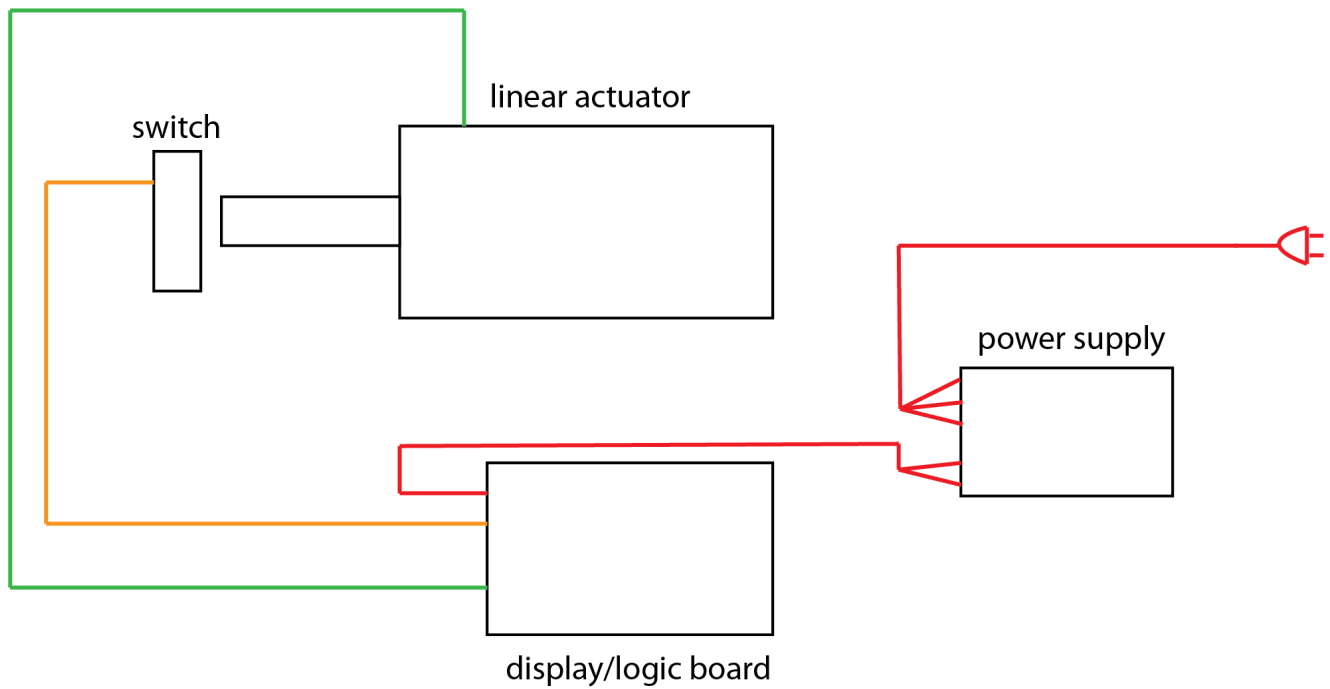 linear actuator
switch
power supply
display/logic board